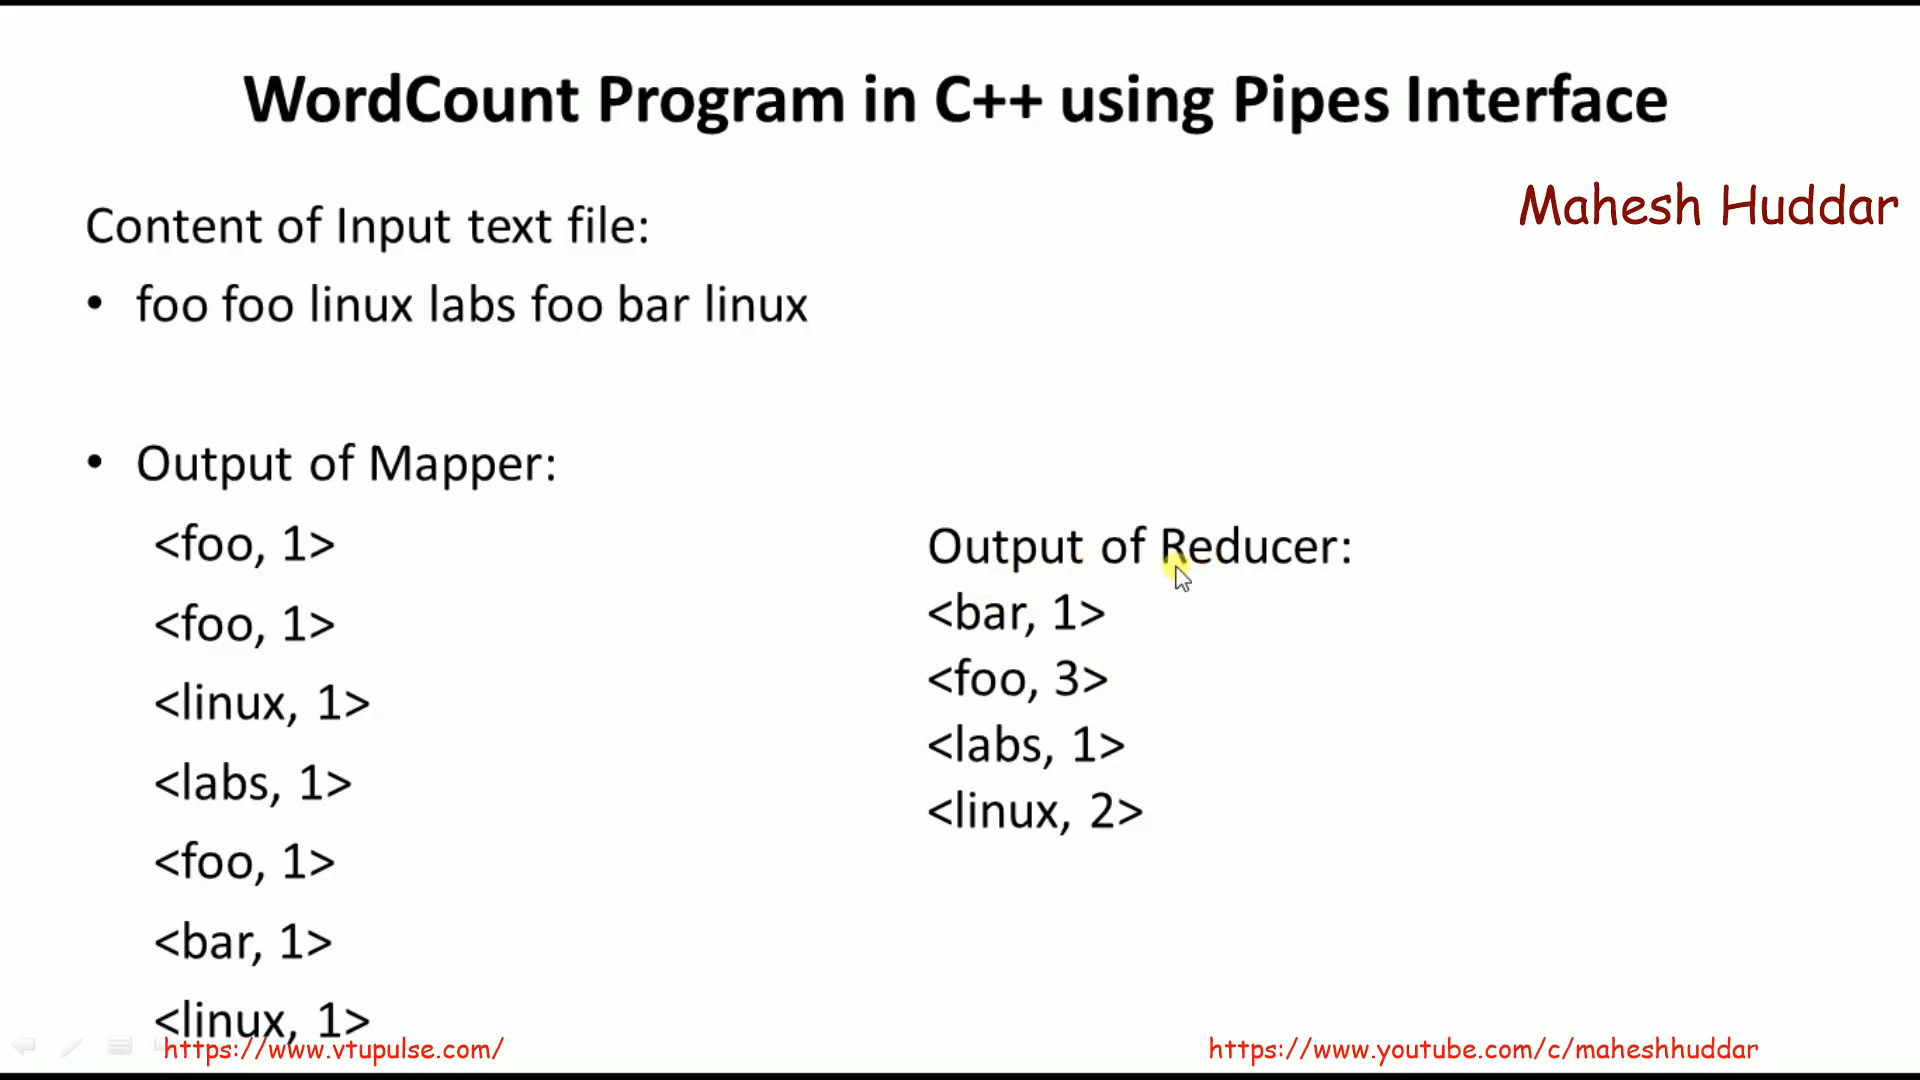 WordCount Program in C++ using Pipes Interface
Mahesh Huddar
Content of Input text file:
• foo foo linux labs foo bar linux
• Output of Mapper:
<foo, 1>
<foo, 1>
<linux, 1>
<labs, 1>
<foo, 1>
<bar, 1>
<linux, 1>
Output of Reducer:
<bar, 1>
<foo, 3>
<labs, 1>
<linux, 2>
https://www.vtupulse.com/
https://www.youtube.com/c/maheshhuddar